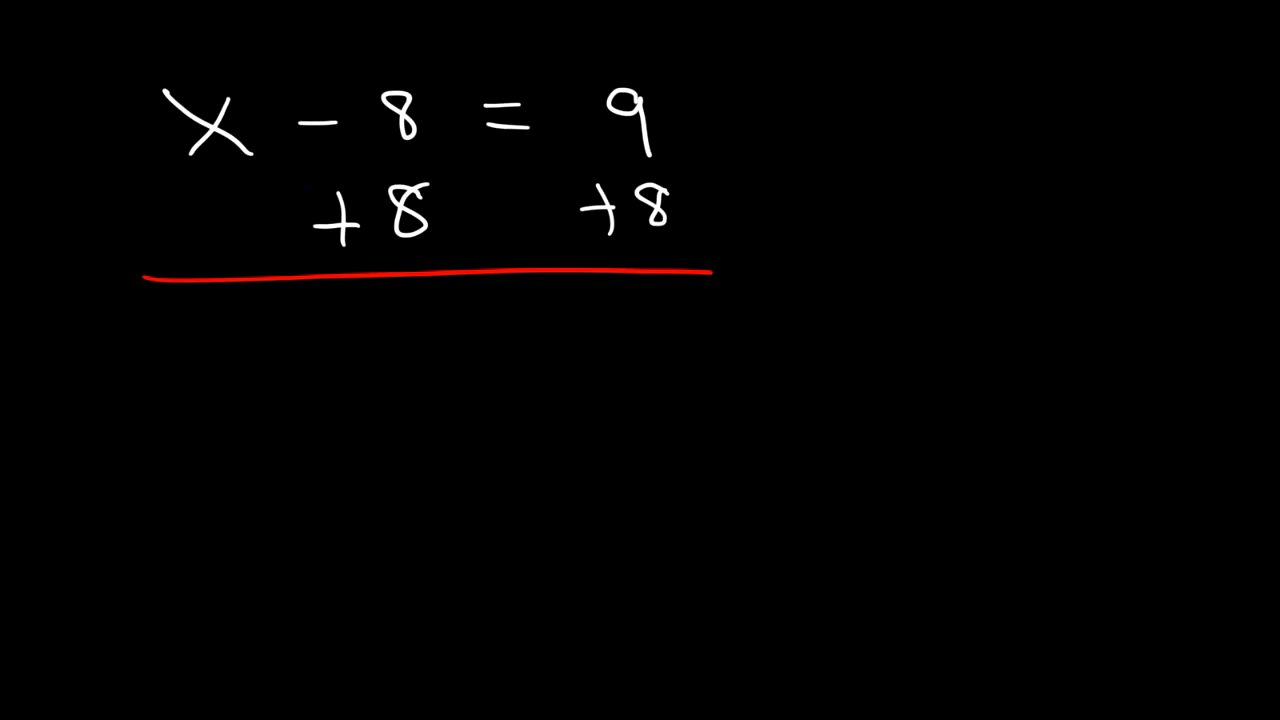 x - 8 = 9
+ 8 + 8